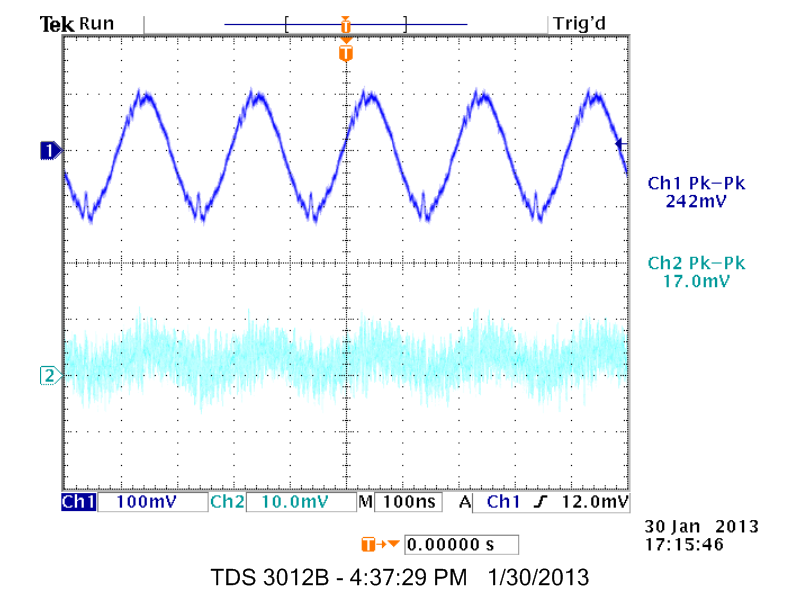 Tek Run Trig'd
T
T
1
Ch1 Pk−Pk
242mV
Ch2 Pk−Pk
17.0mV
2
Ch1 100mV Ch2 10.0mV M 100ns A Ch1 12.0mV
T 0.00000 s
30 Jan 2013
17:15:46
TDS 3012B - 4:37:29 PM 1/30/2013